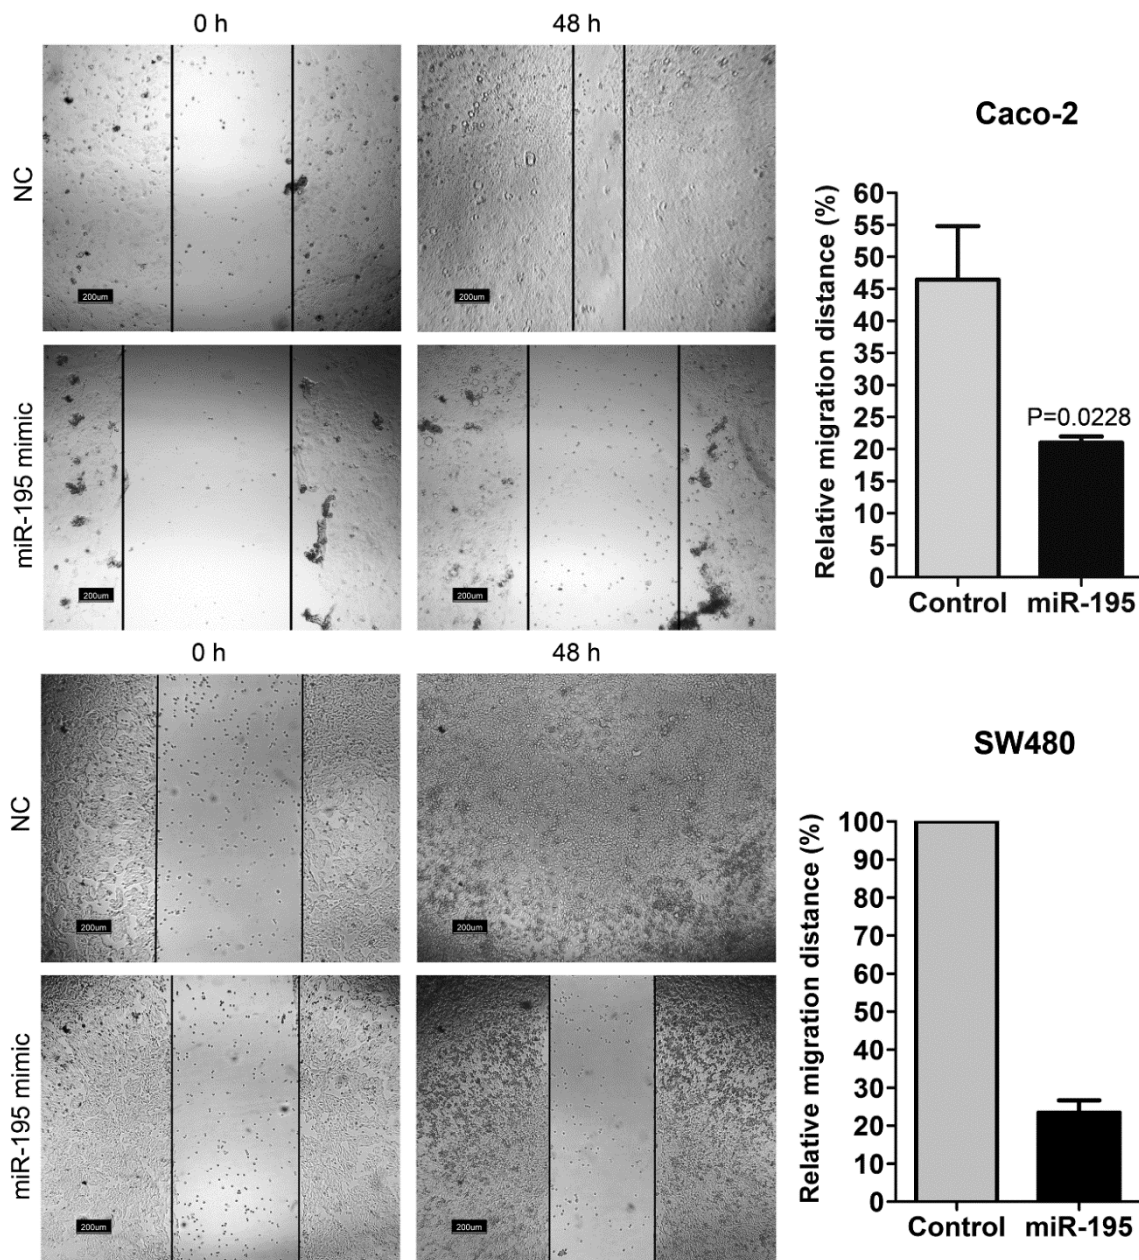 0 h
48 h
NC
200um
200um
miR-195 mimic
200um
200um
Caco-2
Relative migration distance (%)
60
55
50
45
40
35
30
25
20
15
10
5
0
P=0.0228
Control
miR-195
0 h
48 h
NC
200um
200um
miR-195 mimic
200um
200um
SW480
Relative migration distance (%)
100
90
80
70
60
50
40
30
20
10
0
Control
miR-195